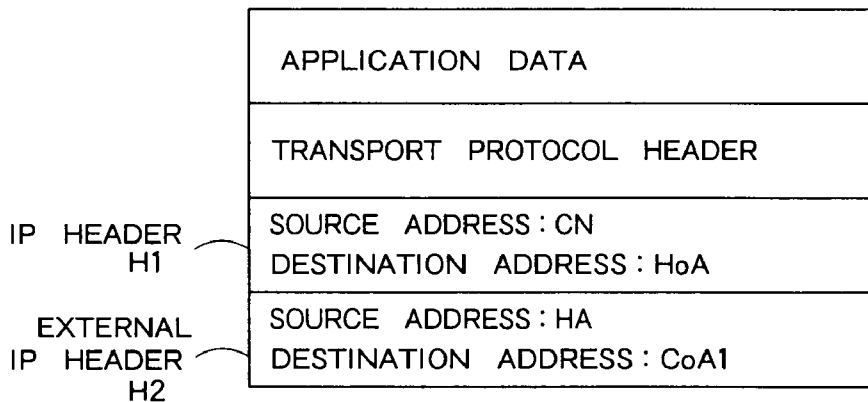 APPLICATION DATA
TRANSPORT PROTOCOL HEADER
IP HEADER
H1
SOURCE ADDRESS : CN
DESTINATION ADDRESS : HoA
EXTERNAL
IP HEADER
H2
SOURCE ADDRESS : HA
DESTINATION ADDRESS : CoA1